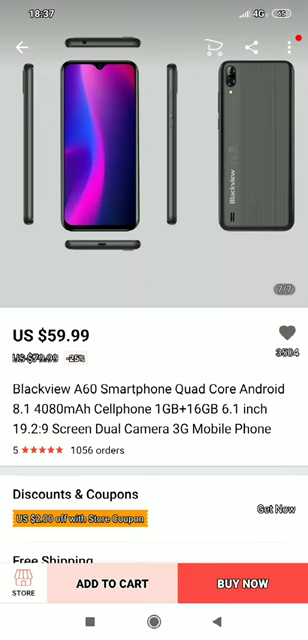 18:37
4G
65
Blackview
7/7
US $59.99
3504
US $79.99 -25%
Blackview A60 Smartphone Quad Core Android
8.1 4080mAh Cellphone 1GB+16GB 6.1 inch
19.2:9 Screen Dual Camera 3G Mobile Phone
5 1056 orders
Discounts & Coupons
Get Now
US $2.00 off with Store Coupon
Free Shipping
STORE
ADD TO CART
BUY NOW